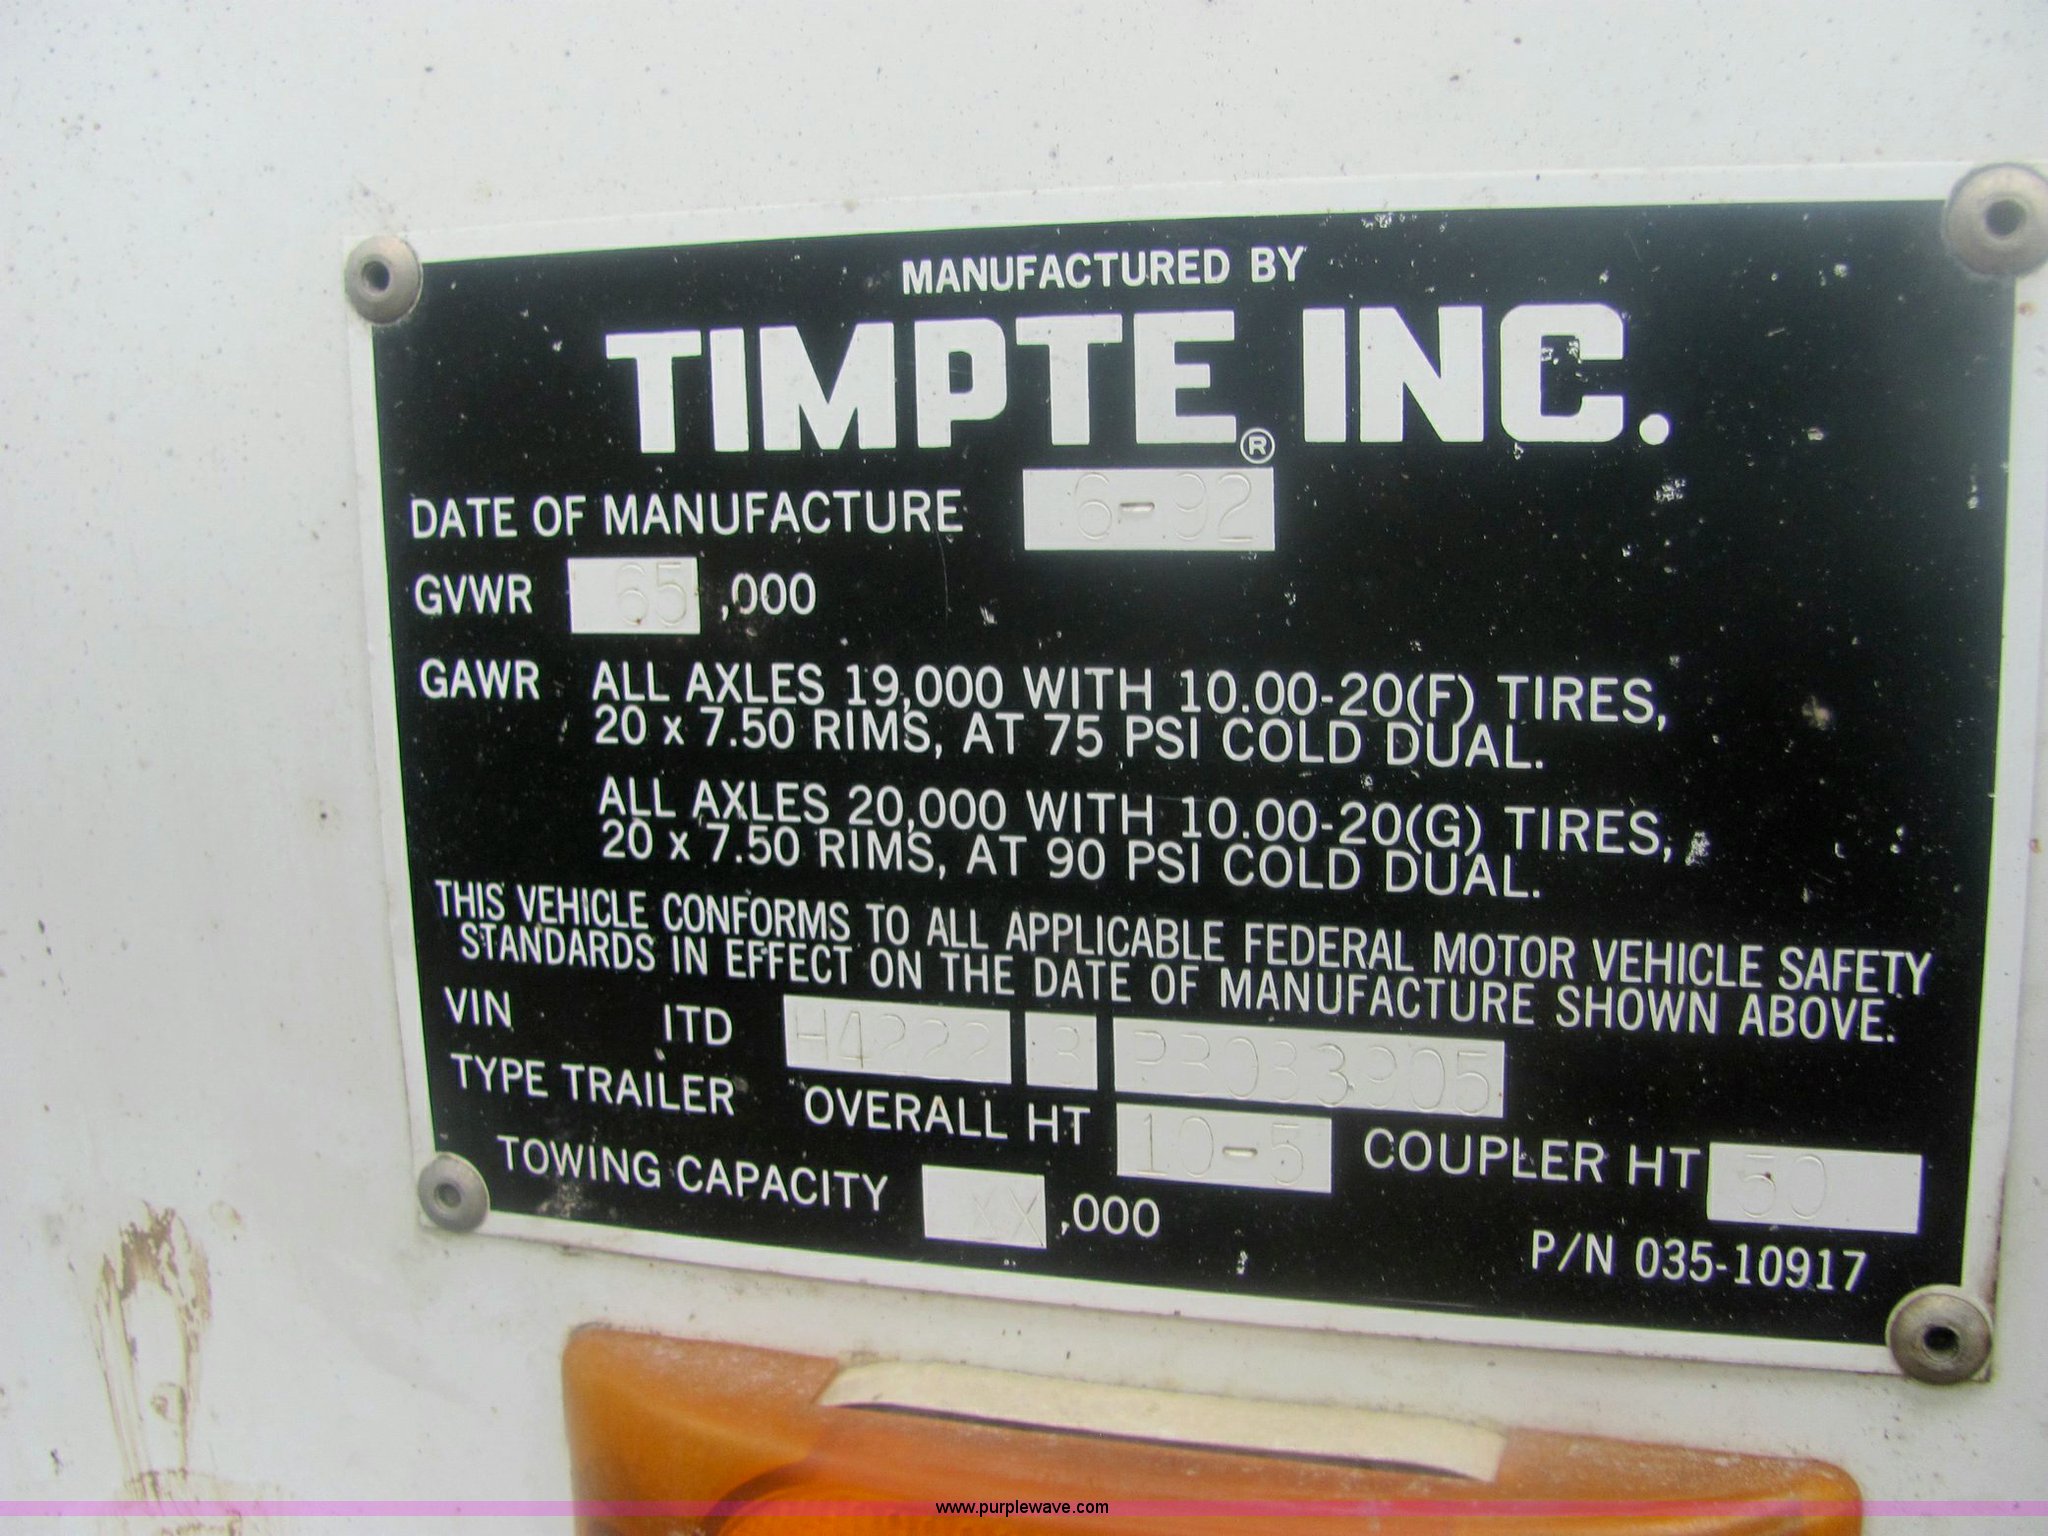 MANUFACTURED BY
TIMPTE® INC.
DATE OF MANUFACTURE 6-92
GVWR 65 ,000
GAWR ALL AXLES 19,000 WITH 10.00-20(F) TIRES,
20 x 7.50 RIMS, AT 75 PSI COLD DUAL.
ALL AXLES 20,000 WITH 10.00-20(G) TIRES,
20 x 7.50 RIMS, AT 90 PSI COLD DUAL.
THIS VEHICLE CONFORMS TO ALL APPLICABLE FEDERAL MOTOR VEHICLE SAFETY
STANDARDS IN EFFECT ON THE DATE OF MANUFACTURE SHOWN ABOVE.
VIN ITD H4222 3
TYPE TRAILER OVERALL HT 10-5 COUPLER HT 50
TOWING CAPACITY XX ,000
P/N 035-10917
www.purplewave.com